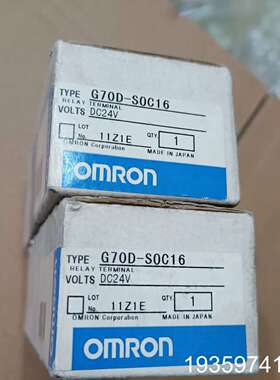 TYPE G70D-SOC16
RELAY TERMINAL
VOLTS DC24V
LOT No. 11Z1E QTY 1
OMRON Corporation MADE IN JAPAN
OMRON
TYPE G70D-SOC16
RELAY TERMINAL
VOLTS DC24V
LOT No. 11Z1E QTY 1
OMRON Corporation MADE IN JAPAN
OMRON
19359741